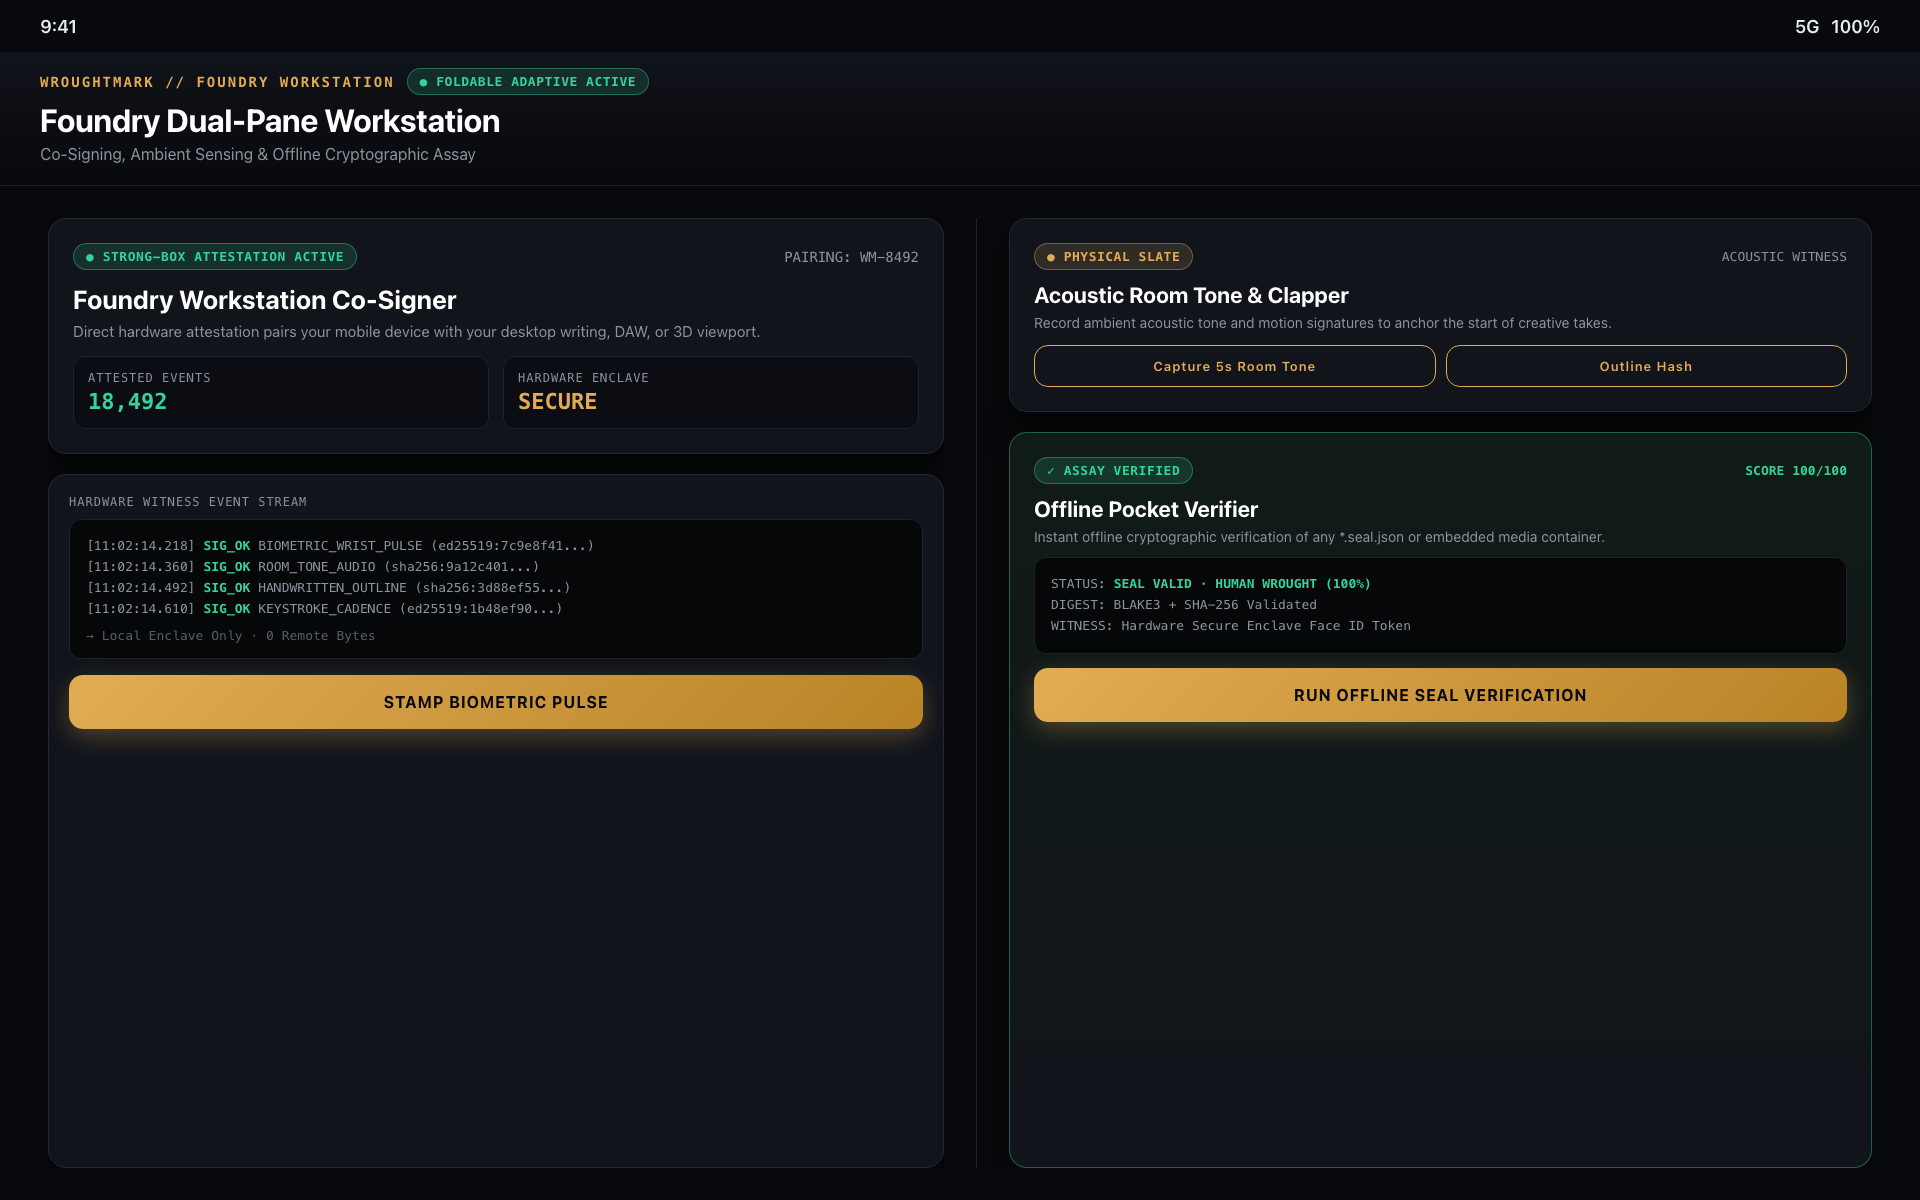 9:41
5G 100%
WROUGHTMARK // FOUNDRY WORKSTATION
● FOLDABLE ADAPTIVE ACTIVE
Foundry Dual-Pane Workstation
Co-Signing, Ambient Sensing & Offline Cryptographic Assay
● STRONG-BOX ATTESTATION ACTIVE
PAIRING: WM-8492
Foundry Workstation Co-Signer
Direct hardware attestation pairs your mobile device with your desktop writing, DAW, or 3D viewport.
ATTESTED EVENTS
18,492
HARDWARE ENCLAVE
SECURE
HARDWARE WITNESS EVENT STREAM
[11:02:14.218] SIG_OK BIOMETRIC_WRIST_PULSE (ed25519:7c9e8f41...)
[11:02:14.360] SIG_OK ROOM_TONE_AUDIO (sha256:9a12c401...)
[11:02:14.492] SIG_OK HANDWRITTEN_OUTLINE (sha256:3d88ef55...)
[11:02:14.610] SIG_OK KEYSTROKE_CADENCE (ed25519:1b48ef90...)
→ Local Enclave Only · 0 Remote Bytes
STAMP BIOMETRIC PULSE
● PHYSICAL SLATE
ACOUSTIC WITNESS
Acoustic Room Tone & Clapper
Record ambient acoustic tone and motion signatures to anchor the start of creative takes.
Capture 5s Room Tone
Outline Hash
✓ ASSAY VERIFIED
SCORE 100/100
Offline Pocket Verifier
Instant offline cryptographic verification of any *.seal.json or embedded media container.
STATUS: SEAL VALID · HUMAN WROUGHT (100%)
DIGEST: BLAKE3 + SHA-256 Validated
WITNESS: Hardware Secure Enclave Face ID Token
RUN OFFLINE SEAL VERIFICATION